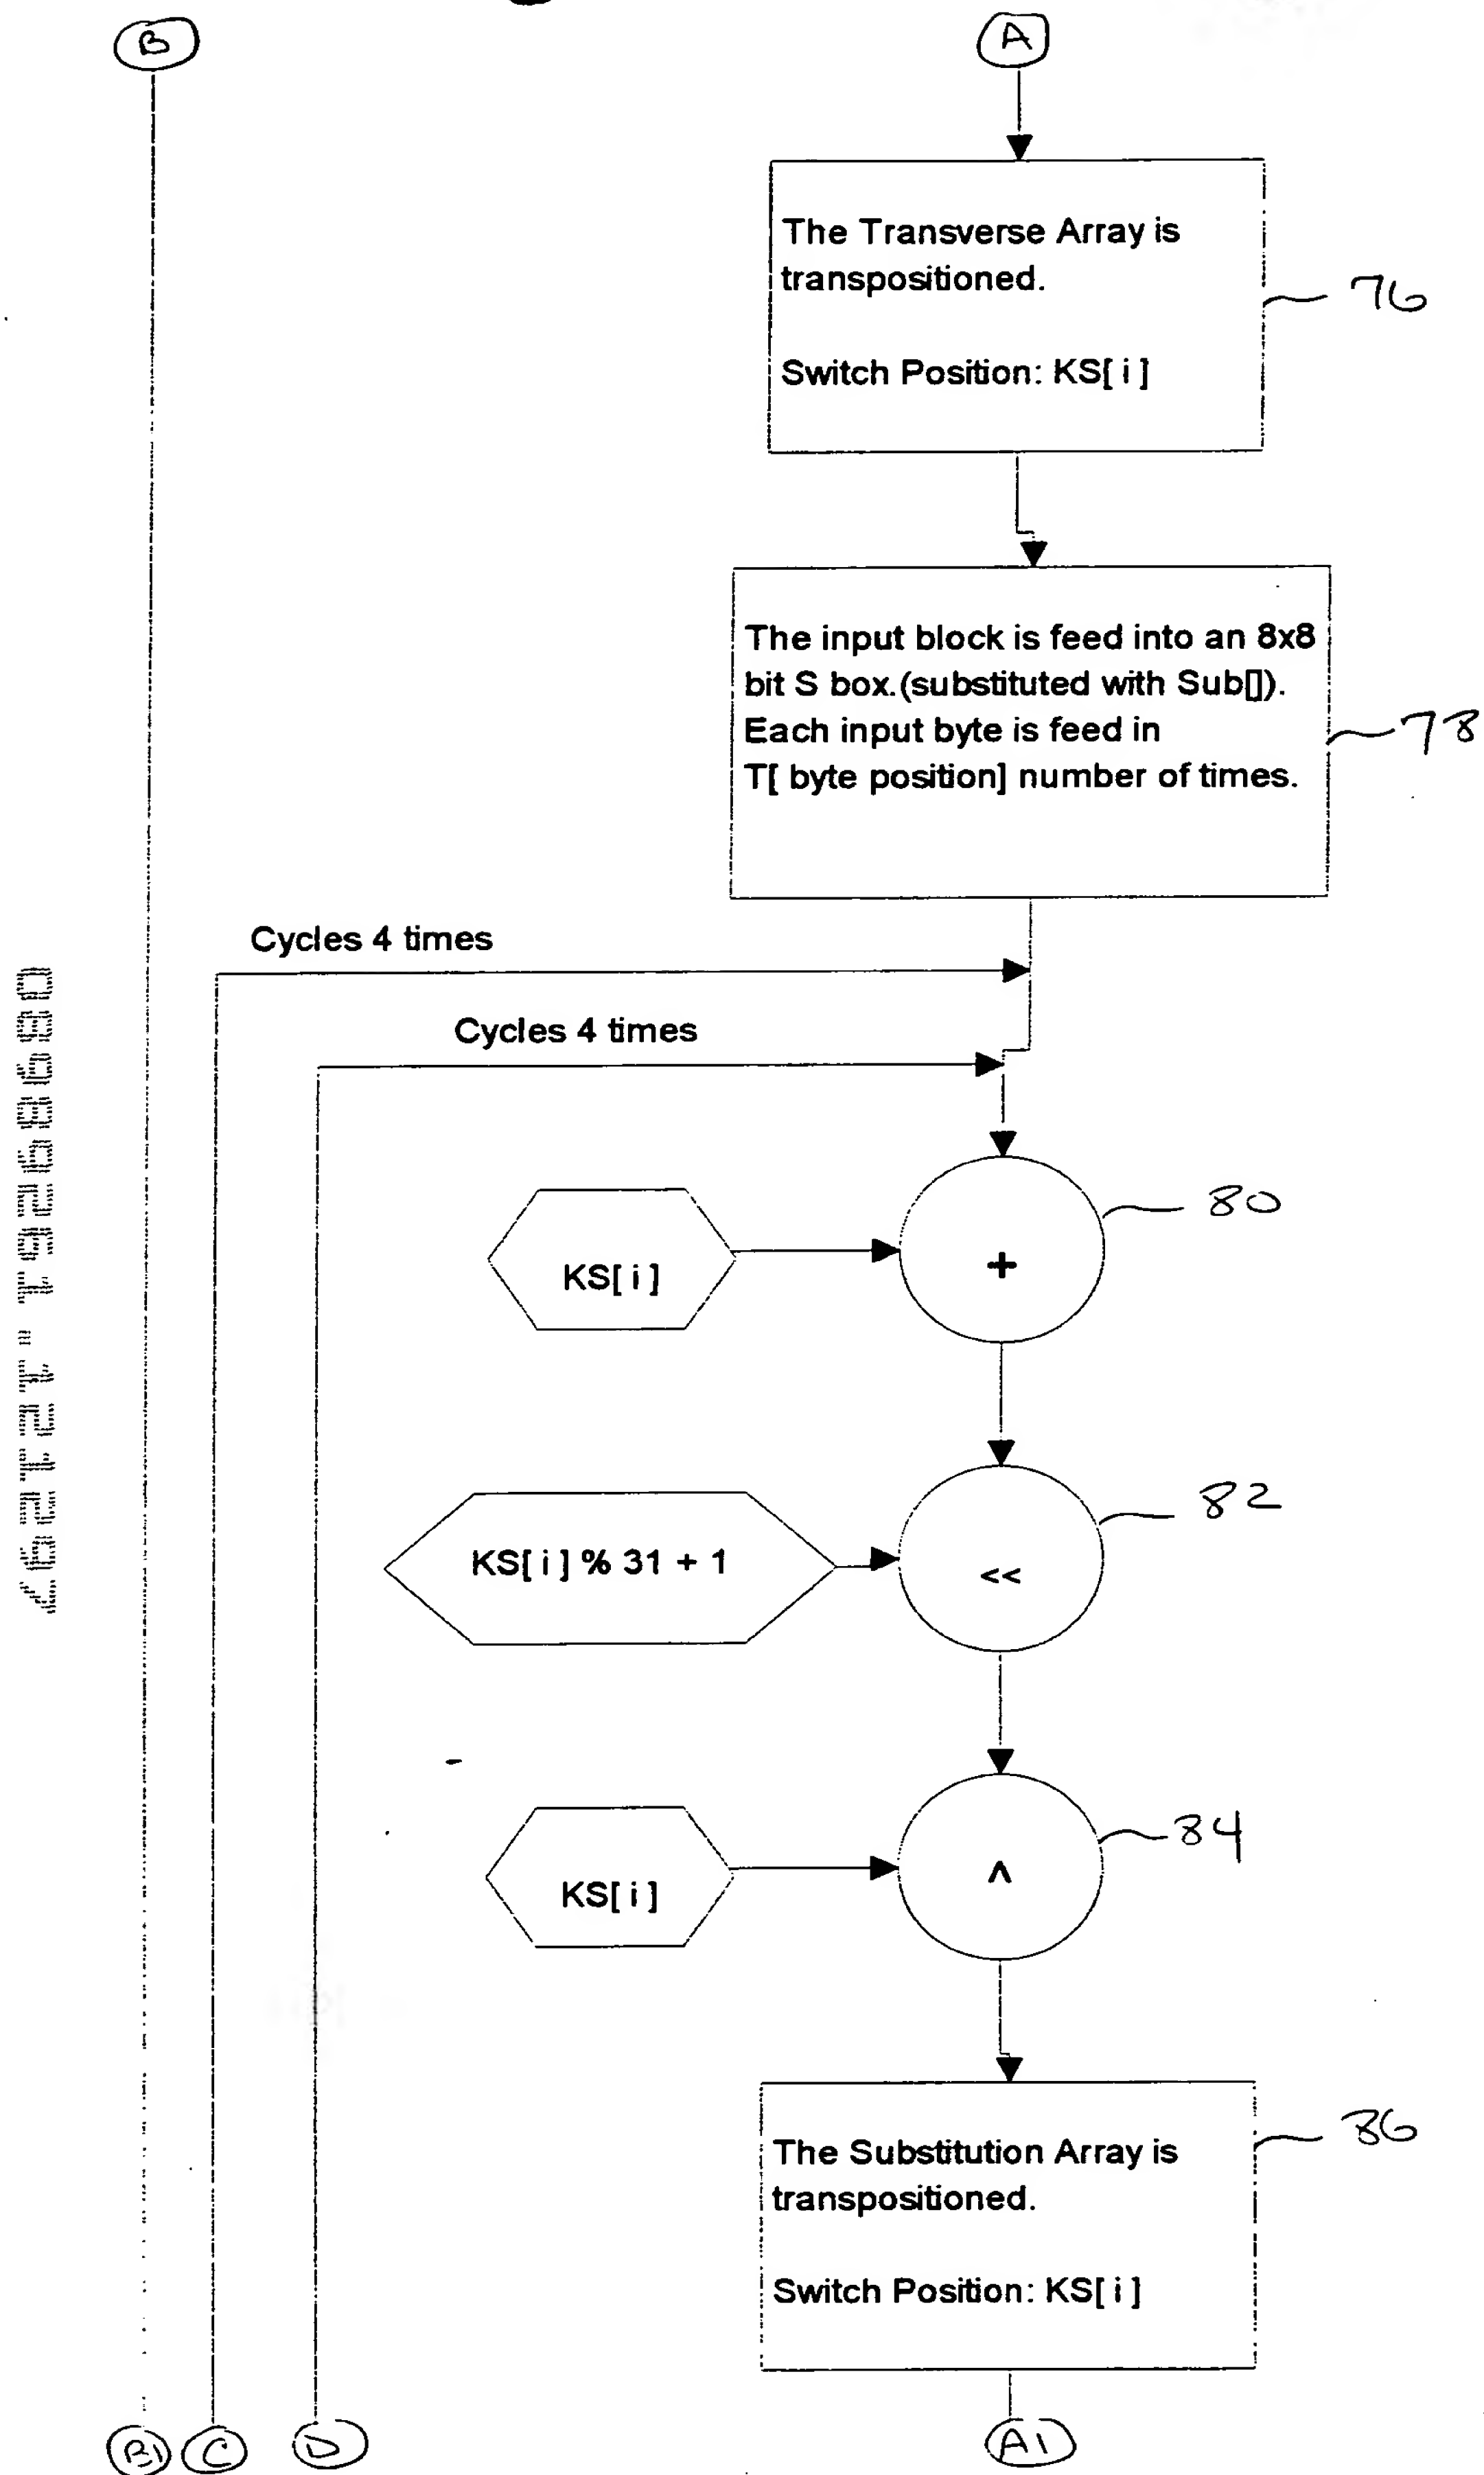 B
A
The Transverse Array is
transpositioned.
Switch Position: KS[ i ]
76
The input block is feed into an 8x8
bit S box.(substituted with Sub[]).
Each input byte is feed in
T[ byte position] number of times.
78
Cycles 4 times
Cycles 4 times
KS[ i ]
+
80
KS[ i ] % 31 + 1
<<
82
KS[ i ]
^
84
The Substitution Array is
transpositioned.
Switch Position: KS[ i ]
86
B1
C
D
A1
08989261.121297